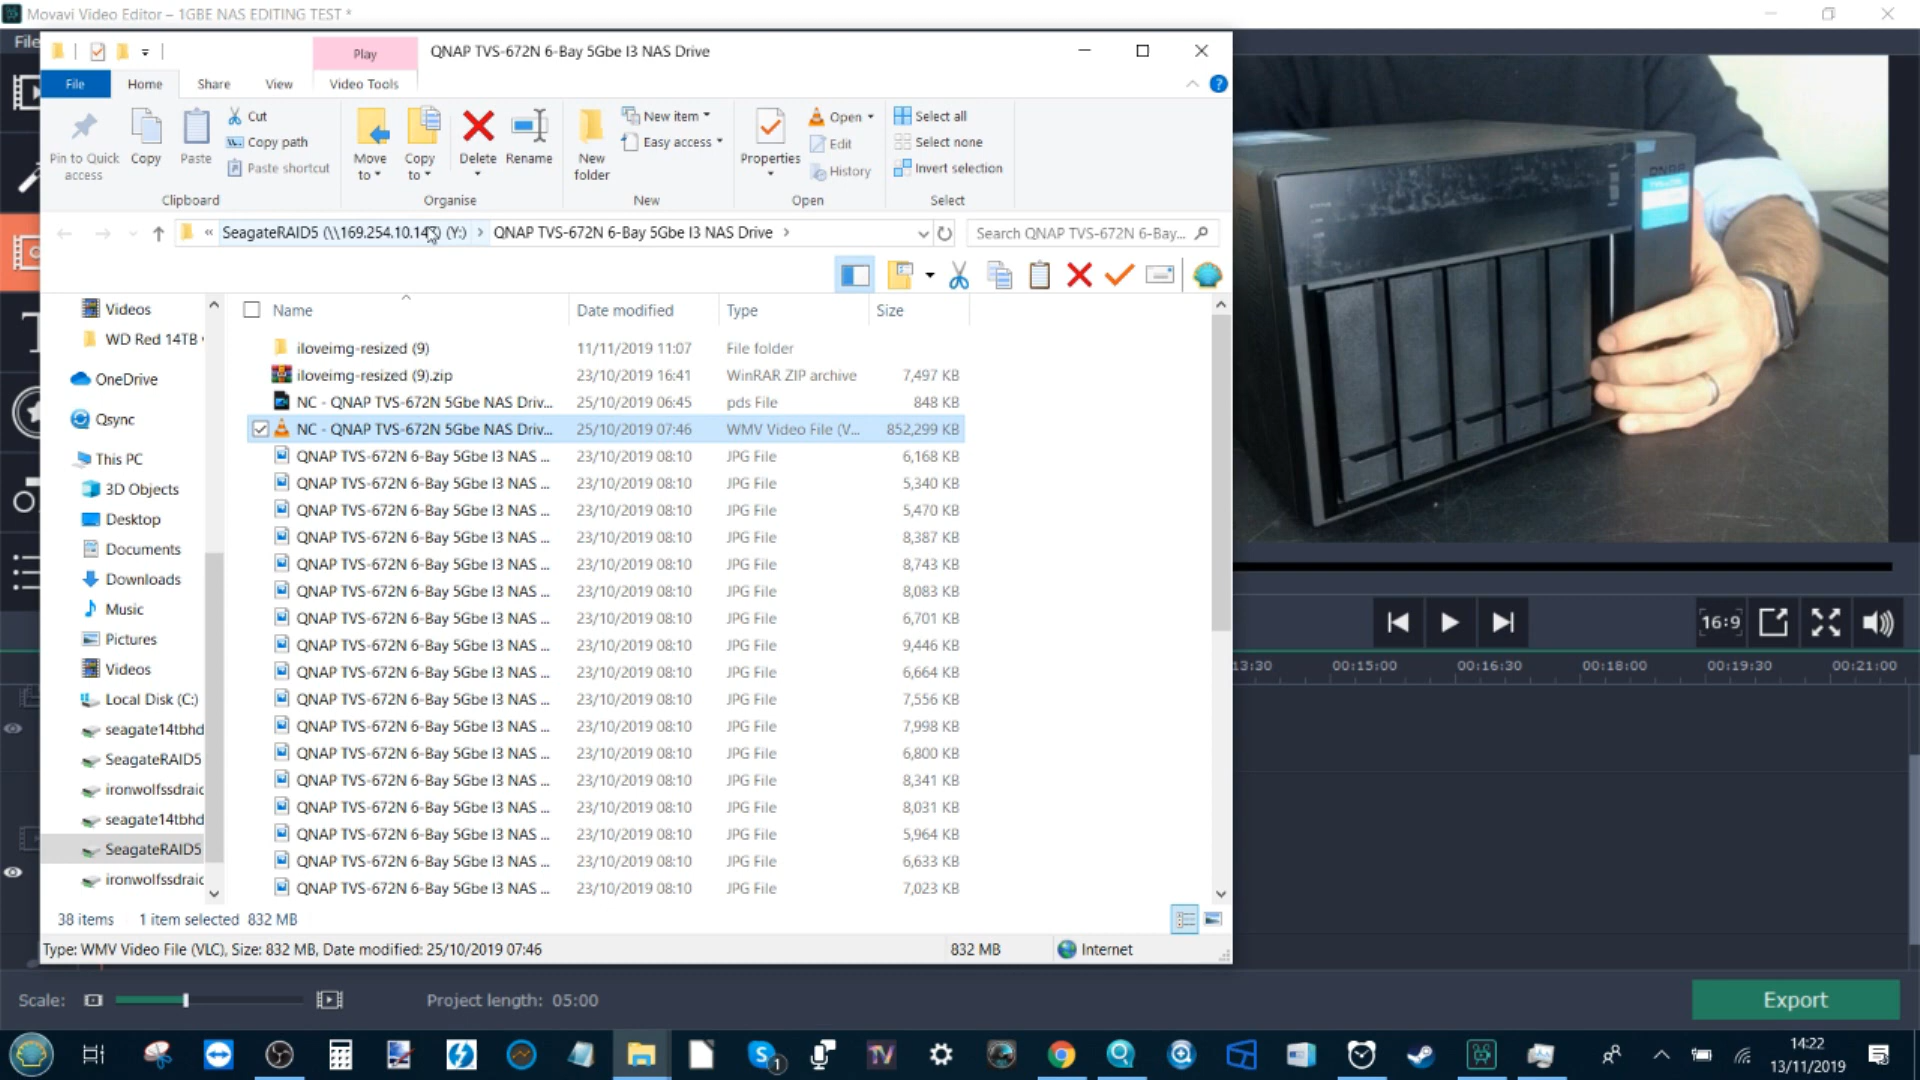 Movavi Video Editor – 1GBE NAS EDITING TEST *
File
Play
QNAP TVS-672N 6-Bay 5Gbe I3 NAS Drive
File
Home
Share
View
Video Tools
Pin to Quick access
Copy
Paste
Cut
Copy path
Paste shortcut
Clipboard
Move to
Copy to
Delete
Rename
Organise
New folder
New item
Easy access
New
Properties
Open
Edit
History
Open
Select all
Select none
Invert selection
Select
« SeagateRAID5 (\\169.254.10.14 (Y:) › QNAP TVS-672N 6-Bay 5Gbe I3 NAS Drive ›
Search QNAP TVS-672N 6-Bay...
Videos
WD Red 14TB
OneDrive
Qsync
This PC
3D Objects
Desktop
Documents
Downloads
Music
Pictures
Videos
Local Disk (C:)
seagate14tbhd
SeagateRAID5
ironwolfssdraid
seagate14tbhd
SeagateRAID5
ironwolfssdraid
Name Date modified Type Size
iloveimg-resized (9) 11/11/2019 11:07 File folder
iloveimg-resized (9).zip 23/10/2019 16:41 WinRAR ZIP archive 7,497 KB
NC - QNAP TVS-672N 5Gbe NAS Driv... 25/10/2019 06:45 pds File 848 KB
NC - QNAP TVS-672N 5Gbe NAS Driv... 25/10/2019 07:46 WMV Video File (V... 852,299 KB
QNAP TVS-672N 6-Bay 5Gbe I3 NAS ... 23/10/2019 08:10 JPG File 6,168 KB
QNAP TVS-672N 6-Bay 5Gbe I3 NAS ... 23/10/2019 08:10 JPG File 5,340 KB
QNAP TVS-672N 6-Bay 5Gbe I3 NAS ... 23/10/2019 08:10 JPG File 5,470 KB
QNAP TVS-672N 6-Bay 5Gbe I3 NAS ... 23/10/2019 08:10 JPG File 8,387 KB
QNAP TVS-672N 6-Bay 5Gbe I3 NAS ... 23/10/2019 08:10 JPG File 8,743 KB
QNAP TVS-672N 6-Bay 5Gbe I3 NAS ... 23/10/2019 08:10 JPG File 8,083 KB
QNAP TVS-672N 6-Bay 5Gbe I3 NAS ... 23/10/2019 08:10 JPG File 6,701 KB
QNAP TVS-672N 6-Bay 5Gbe I3 NAS ... 23/10/2019 08:10 JPG File 9,446 KB
QNAP TVS-672N 6-Bay 5Gbe I3 NAS ... 23/10/2019 08:10 JPG File 6,664 KB
QNAP TVS-672N 6-Bay 5Gbe I3 NAS ... 23/10/2019 08:10 JPG File 7,556 KB
QNAP TVS-672N 6-Bay 5Gbe I3 NAS ... 23/10/2019 08:10 JPG File 7,998 KB
QNAP TVS-672N 6-Bay 5Gbe I3 NAS ... 23/10/2019 08:10 JPG File 6,800 KB
QNAP TVS-672N 6-Bay 5Gbe I3 NAS ... 23/10/2019 08:10 JPG File 8,341 KB
QNAP TVS-672N 6-Bay 5Gbe I3 NAS ... 23/10/2019 08:10 JPG File 8,031 KB
QNAP TVS-672N 6-Bay 5Gbe I3 NAS ... 23/10/2019 08:10 JPG File 5,964 KB
QNAP TVS-672N 6-Bay 5Gbe I3 NAS ... 23/10/2019 08:10 JPG File 6,633 KB
QNAP TVS-672N 6-Bay 5Gbe I3 NAS ... 23/10/2019 08:10 JPG File 7,023 KB
38 items 1 item selected 832 MB
Type: WMV Video File (VLC), Size: 832 MB, Date modified: 25/10/2019 07:46
832 MB
Internet
QNAP
16:9
13:30 00:15:00 00:16:30 00:18:00 00:19:30 00:21:00
Scale:
Project length: 05:00
Export
14:22
13/11/2019